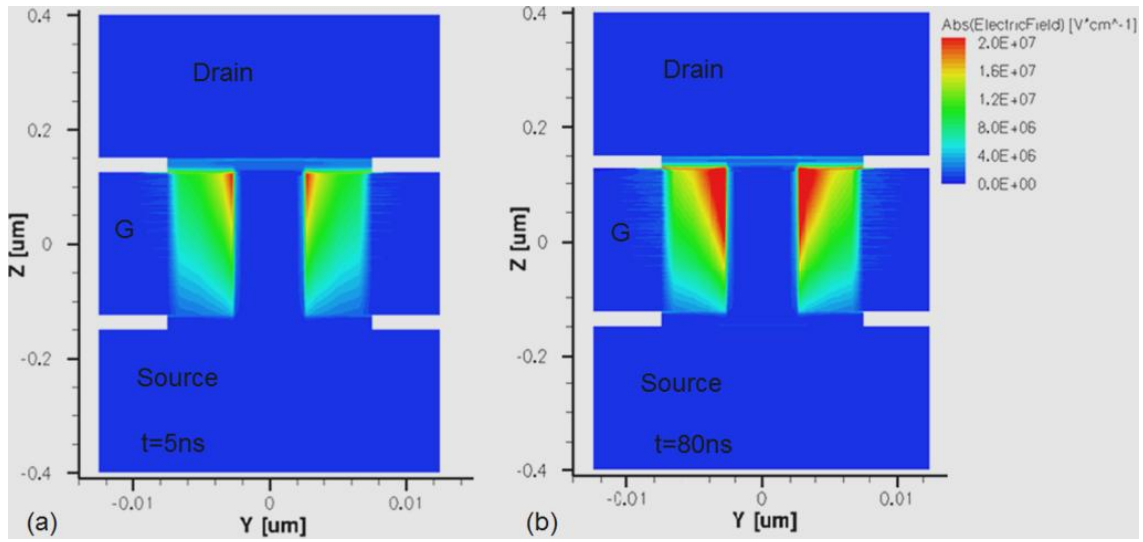 Abs(ElectricField) [V*cm^-1]
2.0E+07
1.6E+07
1.2E+07
8.0E+06
4.0E+06
0.0E+00
0.4
0.2
0
-0.2
-0.4
Z [um]
Drain
G
Source
t=5ns
-0.01
0
0.01
Y [um]
(a)
0.4
0.2
0
-0.2
-0.4
Z [um]
Drain
G
Source
t=80ns
-0.01
0
0.01
Y [um]
(b)